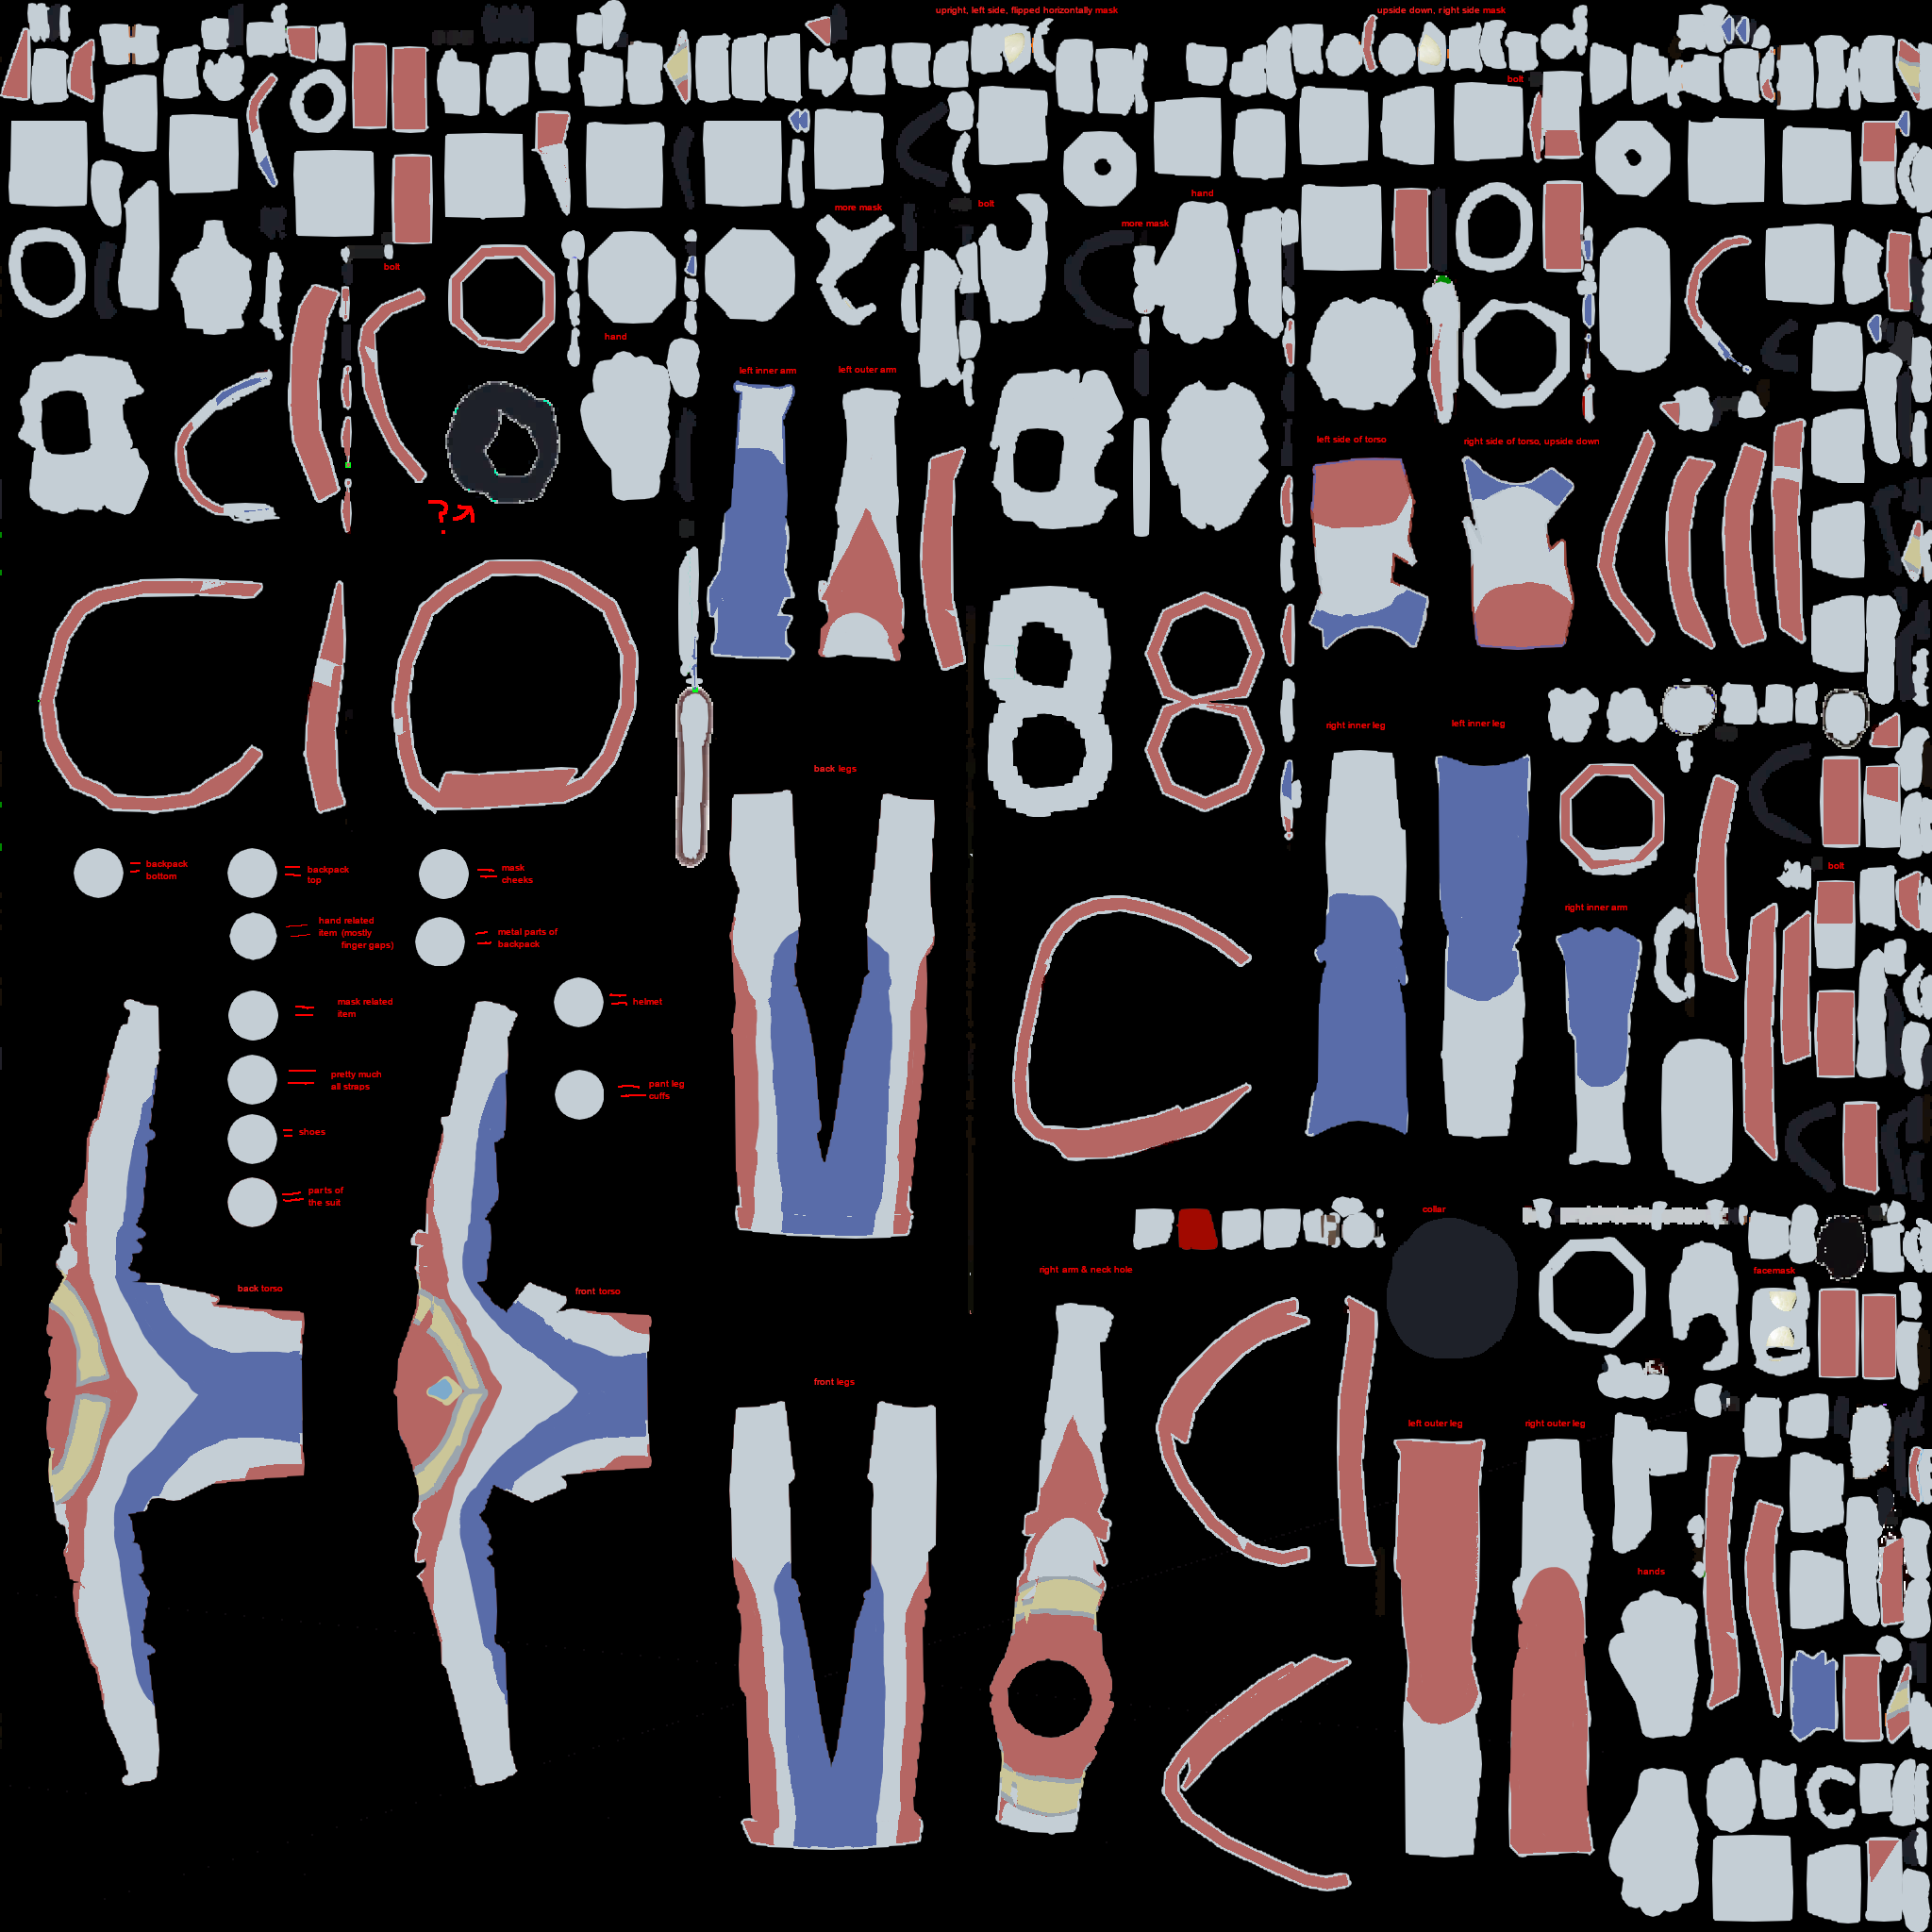 upright, left side, flipped horizontally mask
upside down, right side mask
bolt
more mask
bolt
hand
more mask
bolt
hand
left inner arm
left outer arm
left side of torso
right side of torso, upside down
?
right inner leg
left inner leg
back legs
backpack
bottom
backpack
top
mask
cheeks
bolt
right inner arm
hand related
item (mostly
finger gaps)
metal parts of
backpack
mask related
item
helmet
pretty much
all straps
pant leg
cuffs
shoes
parts of
the suit
collar
right arm & neck hole
facemask
back torso
front torso
front legs
left outer leg
right outer leg
hands